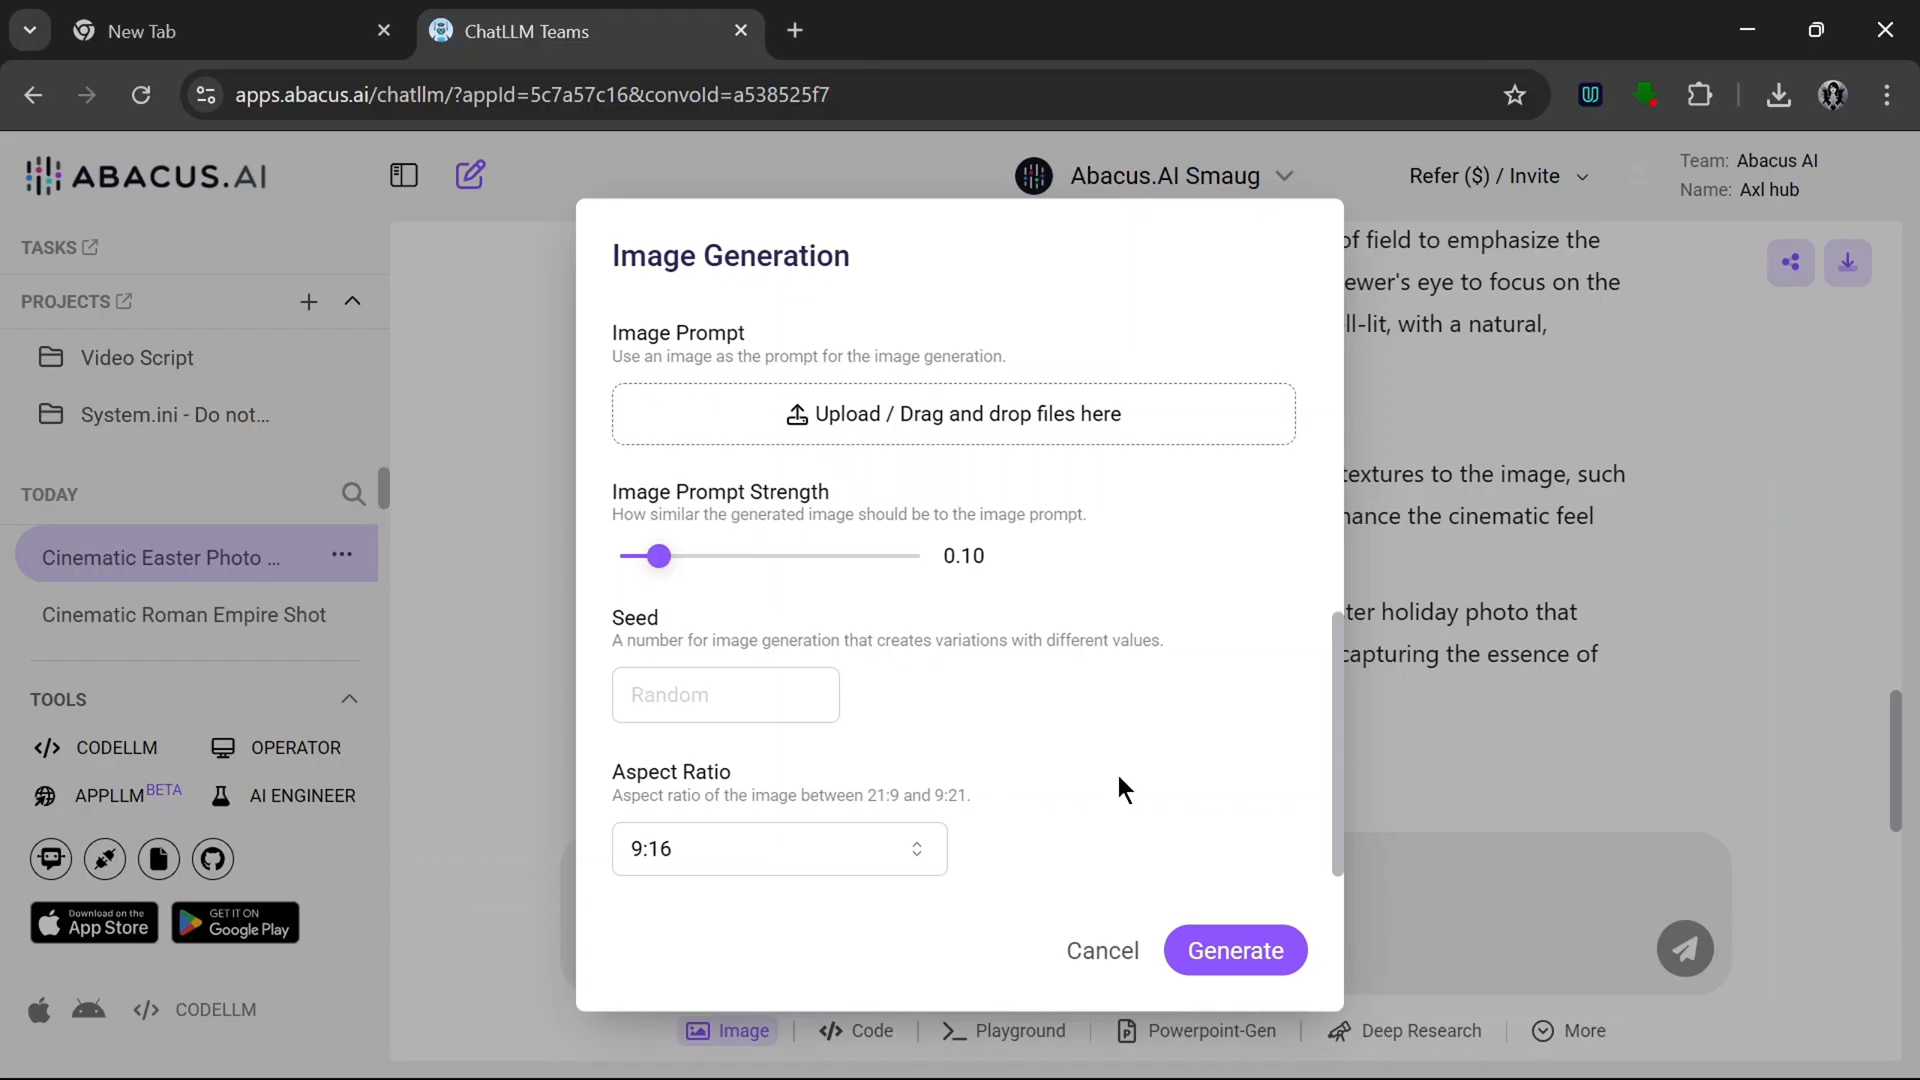 New Tab
ChatLLM Teams
apps.abacus.ai/chatllm/?appId=5c7a57c16&convoId=a538525f7
ABACUS.AI
Abacus.AI Smaug
Refer ($) / Invite
Team: Abacus AI
Name: Axl hub
TASKS
PROJECTS
Video Script
System.ini - Do not...
TODAY
Cinematic Easter Photo ...
Cinematic Roman Empire Shot
TOOLS
CODELLM
OPERATOR
APPLLM BETA
AI ENGINEER
Download on the
App Store
GET IT ON
Google Play
CODELLM
Image Generation
Image Prompt
Use an image as the prompt for the image generation.
Upload / Drag and drop files here
Image Prompt Strength
How similar the generated image should be to the image prompt.
0.10
Seed
A number for image generation that creates variations with different values.
Random
Aspect Ratio
Aspect ratio of the image between 21:9 and 9:21.
9:16
Cancel
Generate
of field to emphasize the
ewer's eye to focus on the
ll-lit, with a natural,
textures to the image, such
hance the cinematic feel
ter holiday photo that
capturing the essence of
Image
Code
Playground
Powerpoint-Gen
Deep Research
More